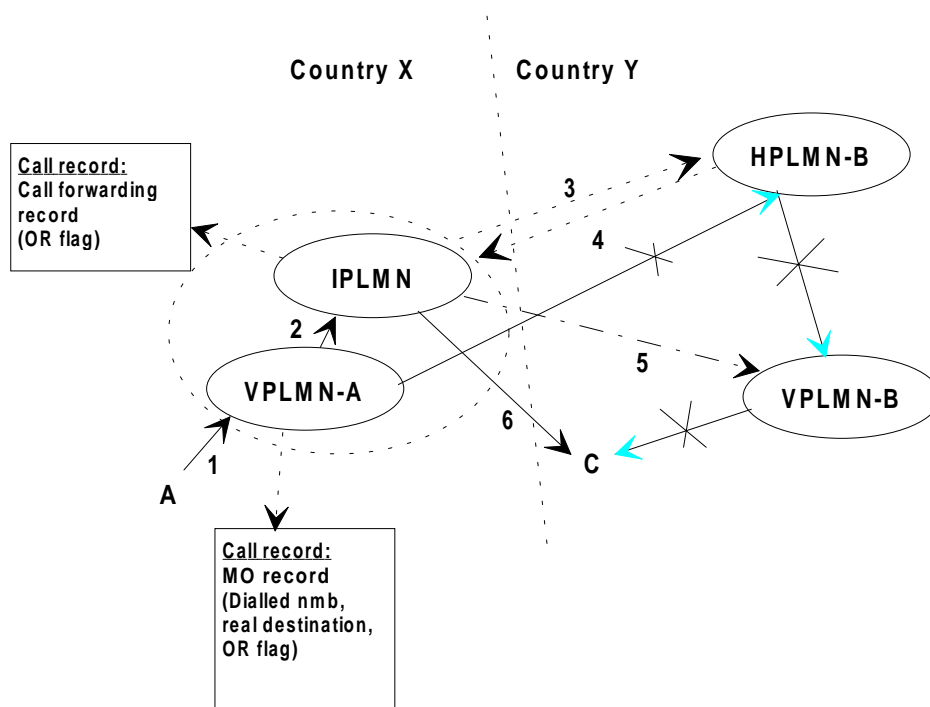 Country X
Country Y
HPLMN-B
Call record:
Call forwarding
record
(OR flag)
3
4
IPLMN
2
5
VPLMN-A
VPLMN-B
6
1
C
A
Call record:
MO record
(Dialled nmb,
real destination,
OR flag)